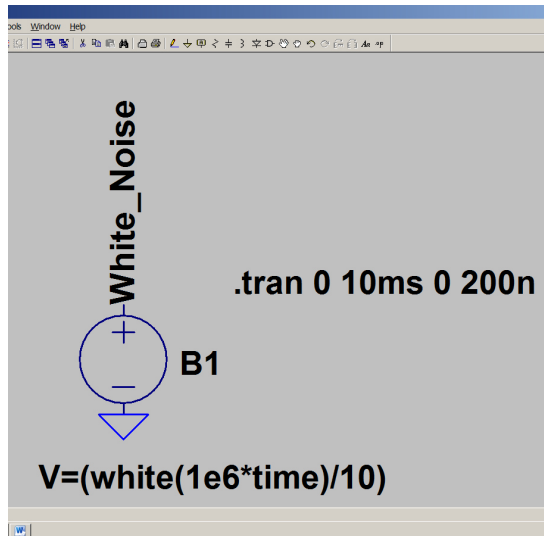 ools Window Help
White_Noise
.tran 0 10ms 0 200n
B1
V=(white(1e6*time)/10)